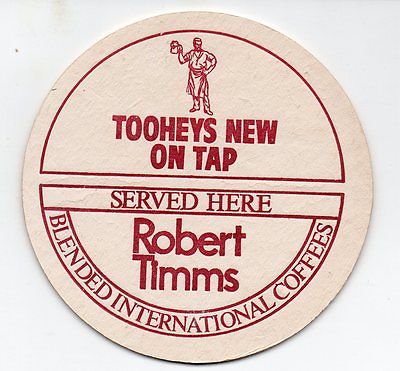 TOOHEYS NEW
ON TAP
SERVED HERE
Robert
Timms
BLENDED INTERNATIONAL COFFEES